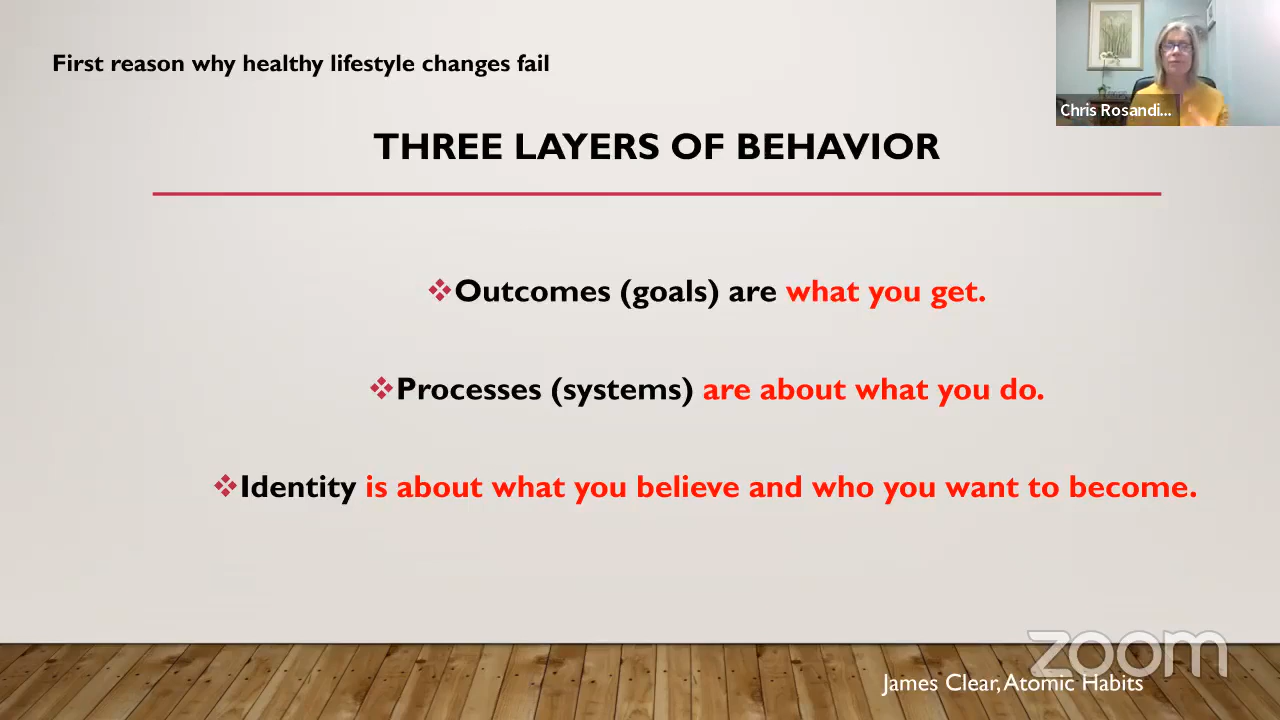 First reason why healthy lifestyle changes fail
Chris Rosandi...
THREE LAYERS OF BEHAVIOR
❖Outcomes (goals) are what you get.
❖Processes (systems) are about what you do.
❖Identity is about what you believe and who you want to become.
zoom
James Clear, Atomic Habits